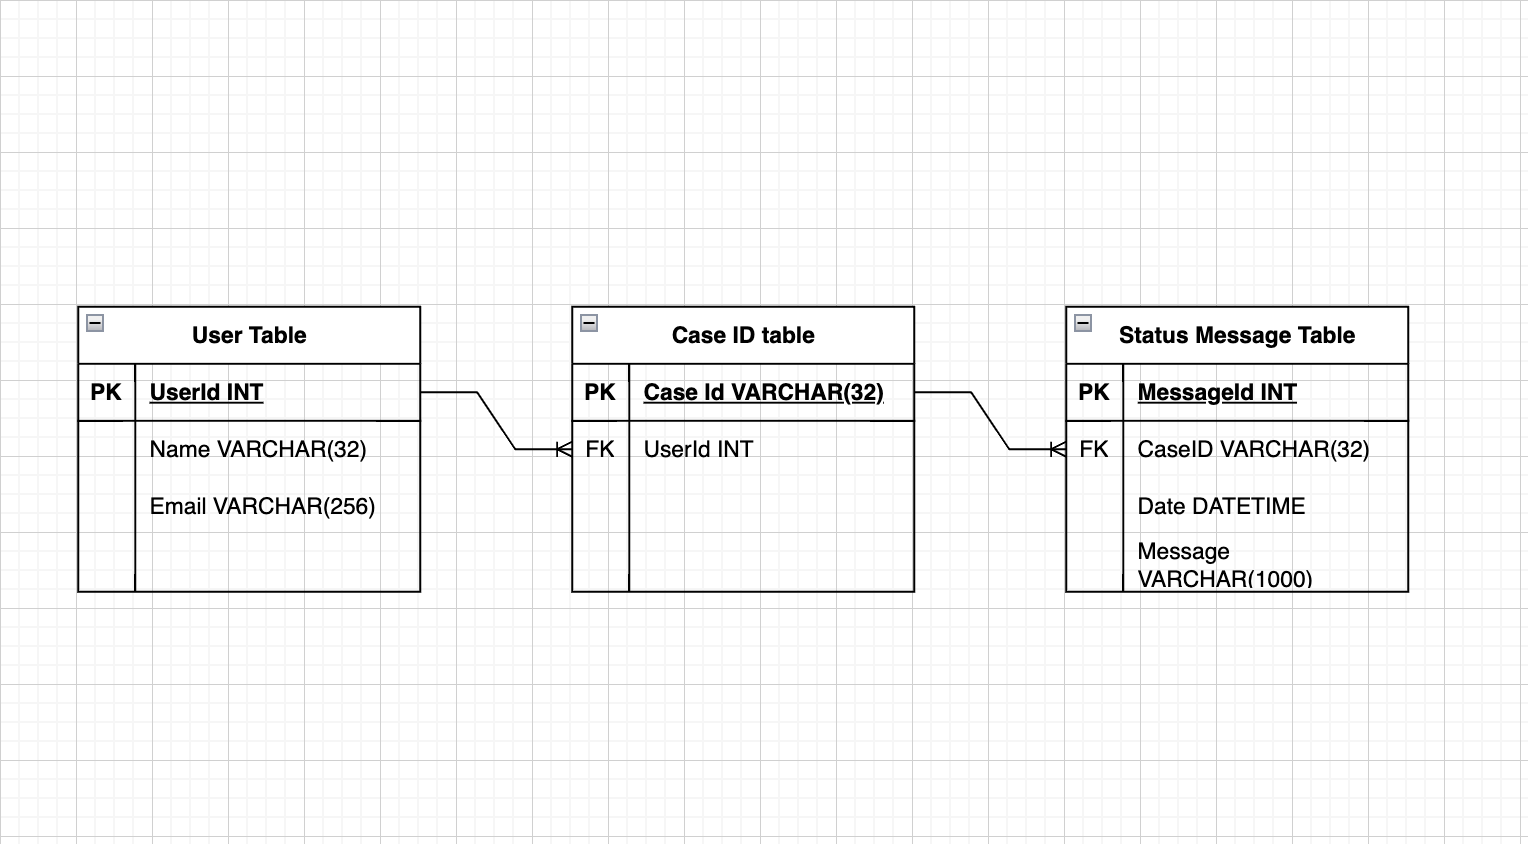 User Table
PK UserId INT
Name VARCHAR(32)
Email VARCHAR(256)
Case ID table
PK Case Id VARCHAR(32)
FK UserId INT
Status Message Table
PK MessageId INT
FK CaseID VARCHAR(32)
Date DATETIME
Message
VARCHAR(1000)